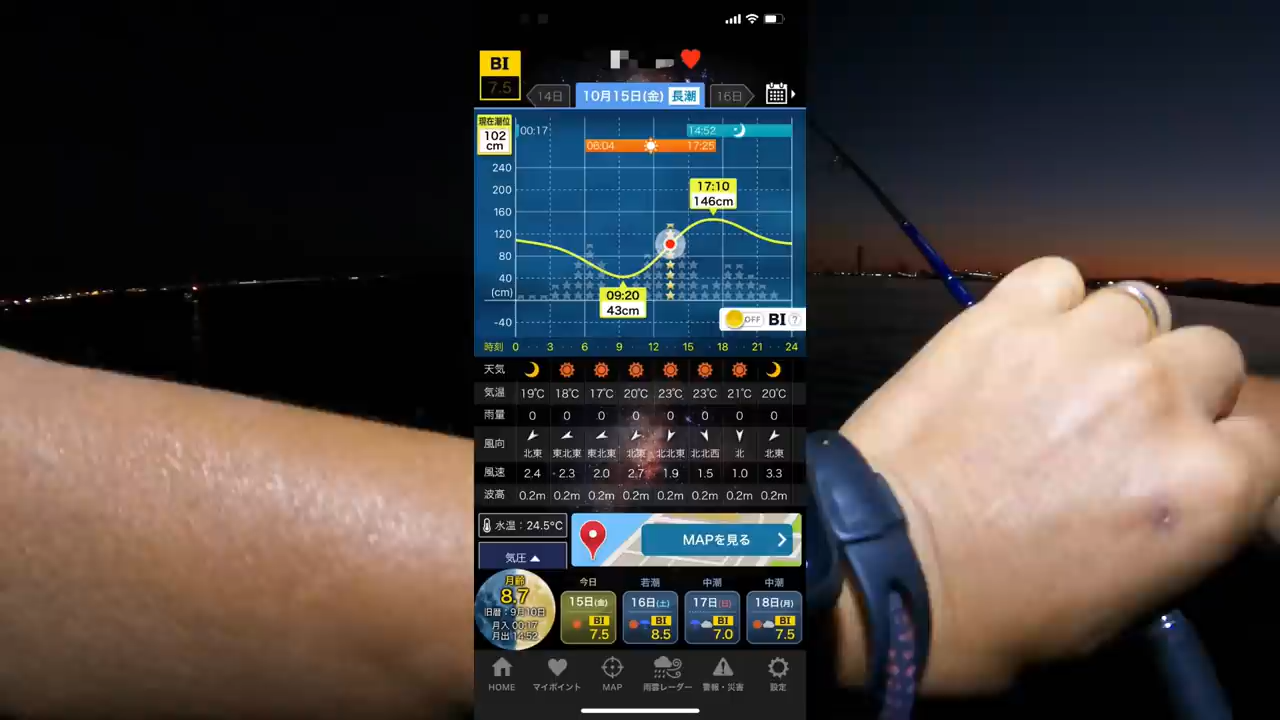 BI
7.5
14日
10月15日(金) 長潮
16日
現在潮位
102
cm
00:17
14:52
06:04
17:25
240
200
160
120
80
40
(cm)
-40
17:10
146cm
09:20
43cm
OFF BI ?
時刻 0 3 6 9 12 15 18 21 24
天気
気温 19℃ 18℃ 17℃ 20℃ 23℃ 23℃ 21℃ 20℃
雨量 0 0 0 0 0 0 0 0
風向 北東 東北東 東北東 北東 北北東 北北西 北 北東
風速 2.4 2.3 2.0 2.7 1.9 1.5 1.0 3.3
波高 0.2m 0.2m 0.2m 0.2m 0.2m 0.2m 0.2m 0.2m
水温：24.5℃
MAPを見る
気圧
月齢
8.7
旧暦：9月10日
月入 00:17
月出 14:52
今日 若潮 中潮 中潮
15日(金) 16日(土) 17日(日) 18日(月)
BI BI BI BI
7.5 8.5 7.0 7.5
HOME マイポイント MAP 雨雲レーダー 警報・災害 設定